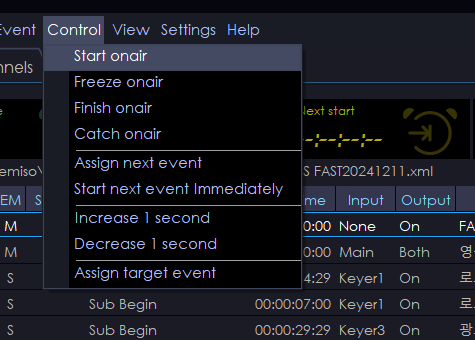 Event Control View Settings Help
Start onair
nnels
Freeze onair
Finish onair
Next start
Catch onair
--:--:--:--
Assign next event
emiso\ S FAST20241211.xml
Start next event Immediately
EM S me Input Output
Increase 1 second
M 0:00 None On FA
Decrease 1 second
M 0:00 Main Both 영
Assign target event
S 4:29 Keyer1 On 로
S Sub Begin 00:00:07:00 Keyer1 On 로
S Sub Begin 00:00:29:29 Keyer3 On 광